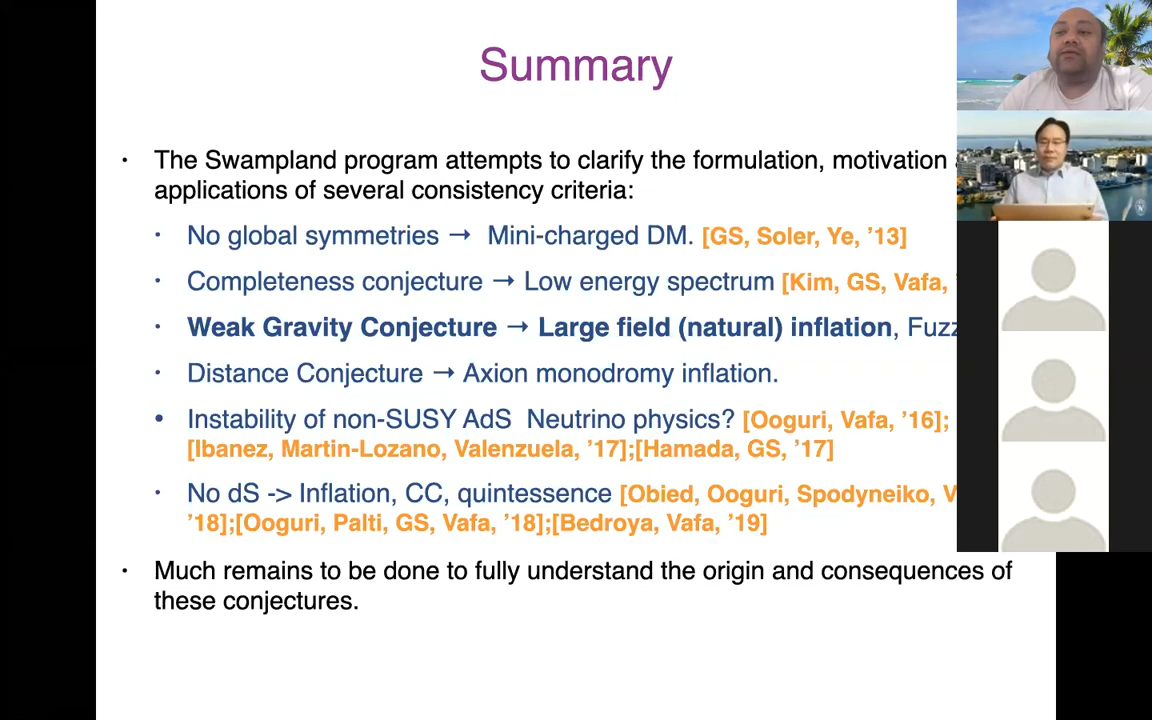 Summary
• The Swampland program attempts to clarify the formulation, motivation
applications of several consistency criteria:
• No global symmetries → Mini-charged DM. [GS, Soler, Ye, ’13]
• Completeness conjecture → Low energy spectrum [Kim, GS, Vafa,
• Weak Gravity Conjecture → Large field (natural) inflation,
• Distance Conjecture → Axion monodromy inflation.
• Instability of non-SUSY AdS Neutrino physics? [Ooguri, Vafa, ’16];
[Ibanez, Martin-Lozano, Valenzuela, ’17];[Hamada, GS, ’17]
• No dS -> Inflation, CC, quintessence [Obied, Ooguri, Spodyneiko,
’18];[Ooguri, Palti, GS, Vafa, ’18];[Bedroya, Vafa, ’19]
• Much remains to be done to fully understand the origin and consequences of
these conjectures.